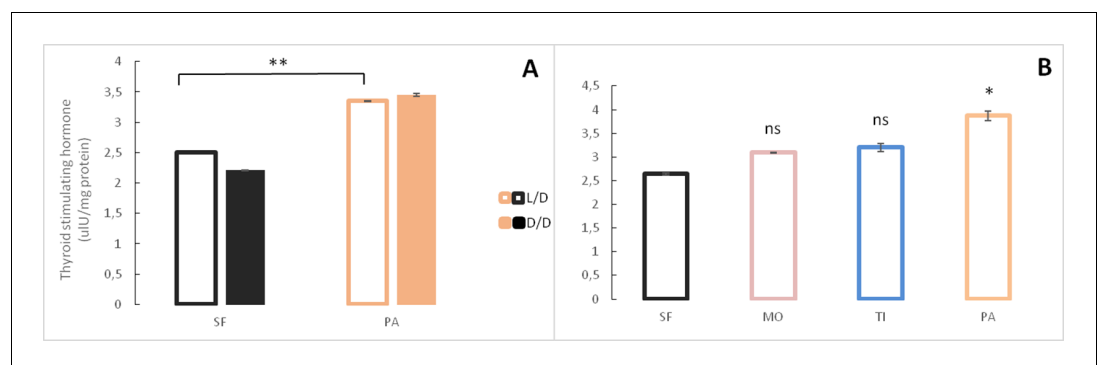 A
**
4
3,5
3
2,5
2
1,5
1
0,5
0
Thyroid stimulating hormone
(uIU/mg protein)
SF
PA
L/D
D/D
B
4,5
4
3,5
3
2,5
2
1,5
1
0,5
0
ns
ns
*
SF
MO
TI
PA